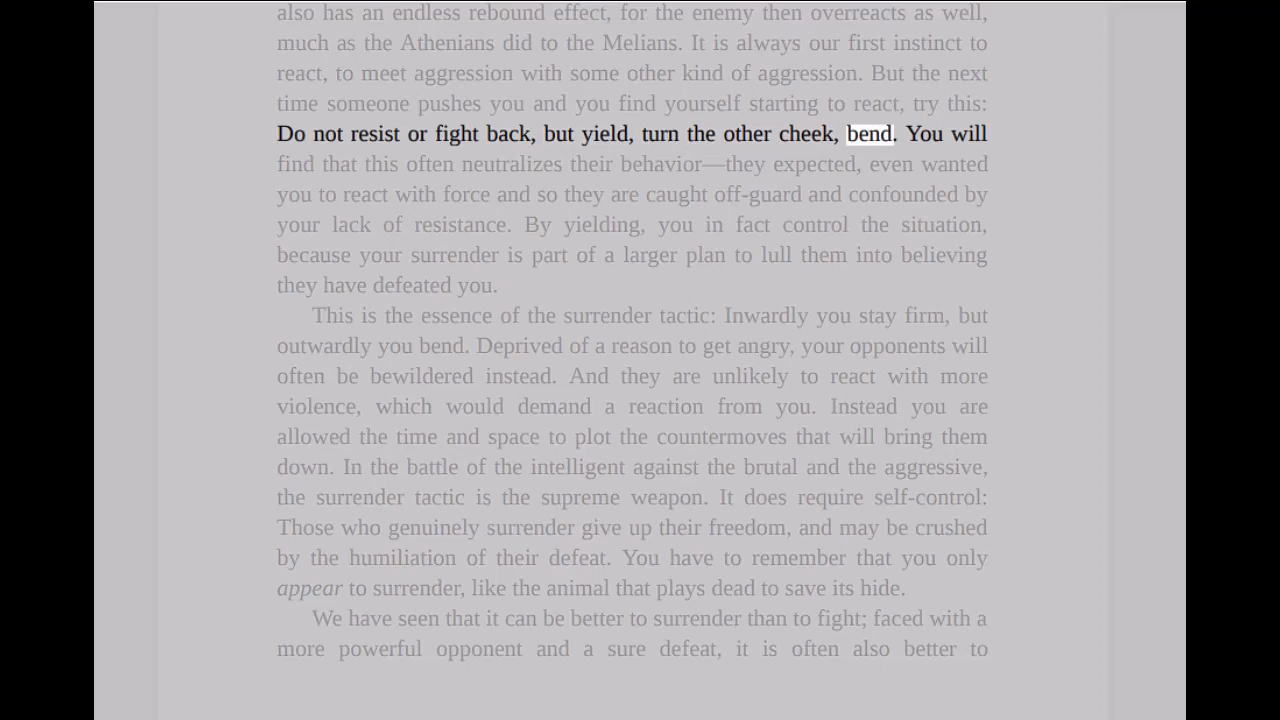 also has an endless rebound effect, for the enemy then overreacts as well,
much as the Athenians did to the Melians. It is always our first instinct to
react, to meet aggression with some other kind of aggression. But the next
time someone pushes you and you find yourself starting to react, try this:
Do not resist or fight back, but yield, turn the other cheek, bend. You will
find that this often neutralizes their behavior—they expected, even wanted
you to react with force and so they are caught off-guard and confounded by
your lack of resistance. By yielding, you in fact control the situation,
because your surrender is part of a larger plan to lull them into believing
they have defeated you.
This is the essence of the surrender tactic: Inwardly you stay firm, but
outwardly you bend. Deprived of a reason to get angry, your opponents will
often be bewildered instead. And they are unlikely to react with more
violence, which would demand a reaction from you. Instead you are
allowed the time and space to plot the countermoves that will bring them
down. In the battle of the intelligent against the brutal and the aggressive,
the surrender tactic is the supreme weapon. It does require self-control:
Those who genuinely surrender give up their freedom, and may be crushed
by the humiliation of their defeat. You have to remember that you only
appear to surrender, like the animal that plays dead to save its hide.
We have seen that it can be better to surrender than to fight; faced with a
more powerful opponent and a sure defeat, it is often also better to